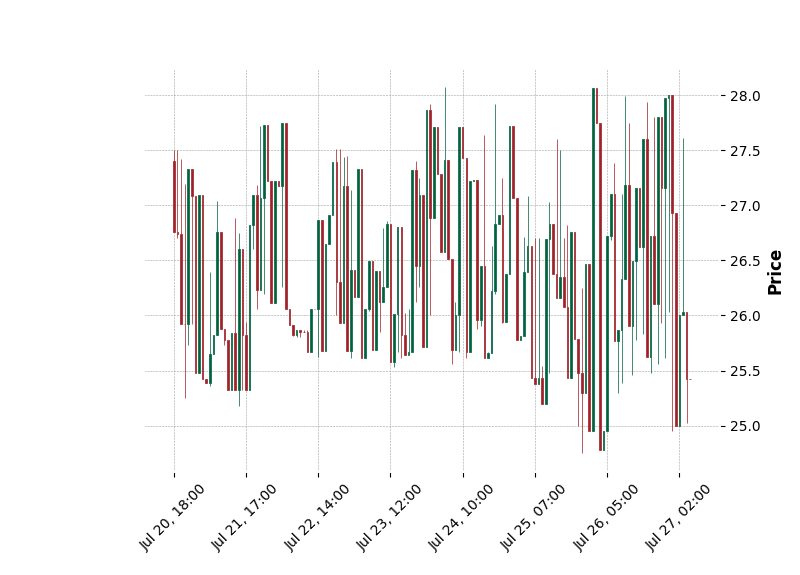 28.0
27.5
27.0
26.5
26.0
25.5
25.0
Price
Jul 20, 18:00
Jul 21, 17:00
Jul 22, 14:00
Jul 23, 12:00
Jul 24, 10:00
Jul 25, 07:00
Jul 26, 05:00
Jul 27, 02:00